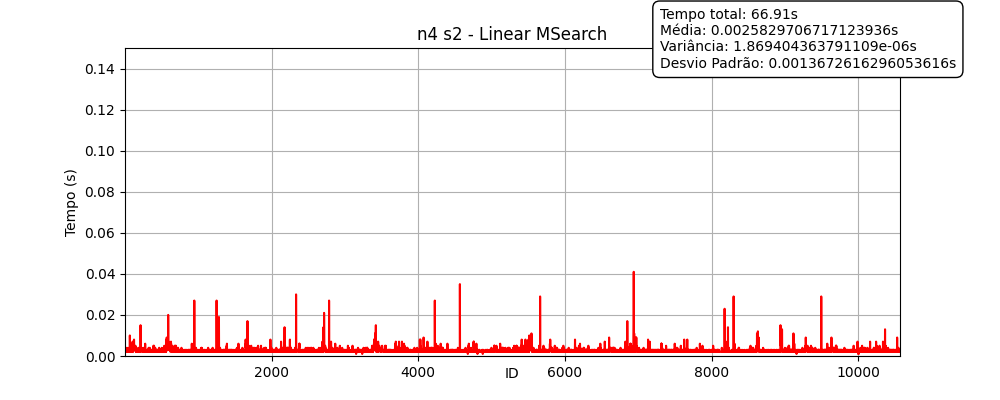 n4 s2 - Linear MSearch
Tempo total: 66.91s
Média: 0.0025829706717123936s
Variância: 1.869404363791109e-06s
Desvio Padrão: 0.0013672616296053616s
Tempo (s)
0.14
0.12
0.10
0.08
0.06
0.04
0.02
0.00
2000
4000
6000
8000
10000
ID